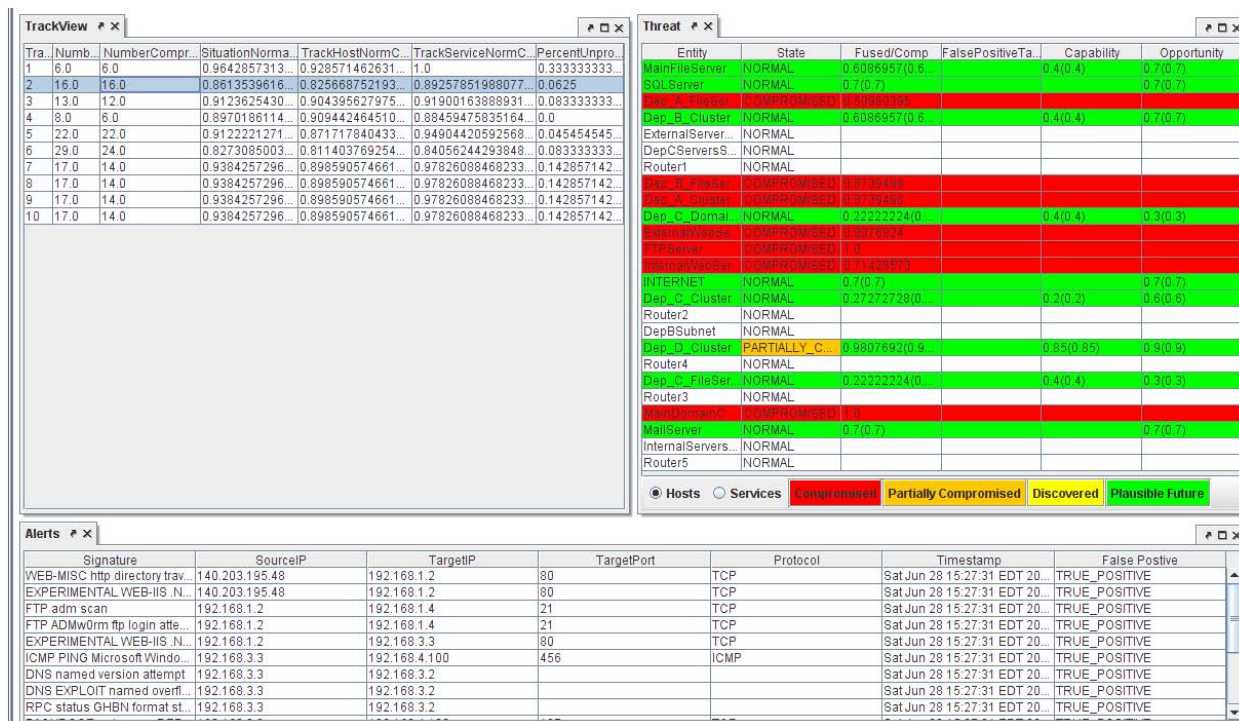 TrackView
Tra... Numb... NumberCompr... SituationNorma... TrackHostNormC... TrackServiceNormC... PercentUnpro...
1 6.0 6.0 0.9642857313... 0.928571462631... 1.0 0.333333333...
2 16.0 16.0 0.8613539616... 0.825668752193... 0.89257851988077... 0.0625
3 13.0 12.0 0.9123625430... 0.904395627975... 0.91900163888931... 0.083333333...
4 8.0 6.0 0.8970186114... 0.909442464510... 0.88459475835164... 0.0
5 22.0 22.0 0.9122221271... 0.871717840433... 0.94904420592568... 0.045454545...
6 29.0 24.0 0.8273085003... 0.811403769254... 0.84056244293848... 0.083333333...
7 17.0 14.0 0.9384257296... 0.898590574661... 0.97826088468233... 0.142857142...
8 17.0 14.0 0.9384257296... 0.898590574661... 0.97826088468233... 0.142857142...
9 17.0 14.0 0.9384257296... 0.898590574661... 0.97826088468233... 0.142857142...
10 17.0 14.0 0.9384257296... 0.898590574661... 0.97826088468233... 0.142857142...
Threat
Entity State Fused/Comp FalsePositiveTa... Capability Opportunity
MainFileServer NORMAL 0.6086957(0.6... 0.4(0.4) 0.7(0.7)
SQLServer NORMAL 0.7(0.7) 0.7(0.7)
Dep_A_FileSer... COMPROMISED
Dep_B_Cluster NORMAL 0.6086957(0.6... 0.4(0.4) 0.7(0.7)
ExternalServer... NORMAL
DepCServersS... NORMAL
Router1 NORMAL
Dep_B_FileSer... COMPROMISED 0.8739496
Dep_A_Cluster COMPROMISED 0.8739496
Dep_C_Domai... NORMAL 0.22222224(0.... 0.4(0.4) 0.3(0.3)
ExternalWebSe... COMPROMISED 0.9076924
FTPServer COMPROMISED 1.0
InternalWebSer... COMPROMISED 0.71428573
INTERNET NORMAL 0.7(0.7) 0.7(0.7)
Dep_C_Cluster NORMAL 0.27272728(0.... 0.2(0.2) 0.6(0.6)
Router2 NORMAL
DepBSubnet NORMAL
Dep_D_Cluster PARTIALLY_C... 0.9807692(0.9... 0.85(0.85) 0.9(0.9)
Router4 NORMAL
Dep_C_FileSer... NORMAL 0.22222224(0.... 0.4(0.4) 0.3(0.3)
Router3 NORMAL
MainDomainC... COMPROMISED 1.0
MailServer NORMAL 0.7(0.7) 0.7(0.7)
InternalServers... NORMAL
Router5 NORMAL
Hosts Services Compromised Partially Compromised Discovered Plausible Future
Alerts
Signature SourceIP TargetIP TargetPort Protocol Timestamp False Postive
WEB-MISC http directory trav... 140.203.195.48 192.168.1.2 80 TCP Sat Jun 28 15:27:31 EDT 20... TRUE_POSITIVE
EXPERIMENTAL WEB-IIS .N... 140.203.195.48 192.168.1.2 80 TCP Sat Jun 28 15:27:31 EDT 20... TRUE_POSITIVE
FTP adm scan 192.168.1.2 192.168.1.4 21 TCP Sat Jun 28 15:27:31 EDT 20... TRUE_POSITIVE
FTP ADMw0rm ftp login atte... 192.168.1.2 192.168.1.4 21 TCP Sat Jun 28 15:27:31 EDT 20... TRUE_POSITIVE
EXPERIMENTAL WEB-IIS .N... 192.168.1.2 192.168.3.3 80 TCP Sat Jun 28 15:27:31 EDT 20... TRUE_POSITIVE
ICMP PING Microsoft Windo... 192.168.3.3 192.168.4.100 456 ICMP Sat Jun 28 15:27:31 EDT 20... TRUE_POSITIVE
DNS named version attempt 192.168.3.3 192.168.3.2 Sat Jun 28 15:27:31 EDT 20... TRUE_POSITIVE
DNS EXPLOIT named overfl... 192.168.3.3 192.168.3.2 Sat Jun 28 15:27:31 EDT 20... TRUE_POSITIVE
RPC status GHBN format st... 192.168.3.3 192.168.3.2 Sat Jun 28 15:27:31 EDT 20... TRUE_POSITIVE